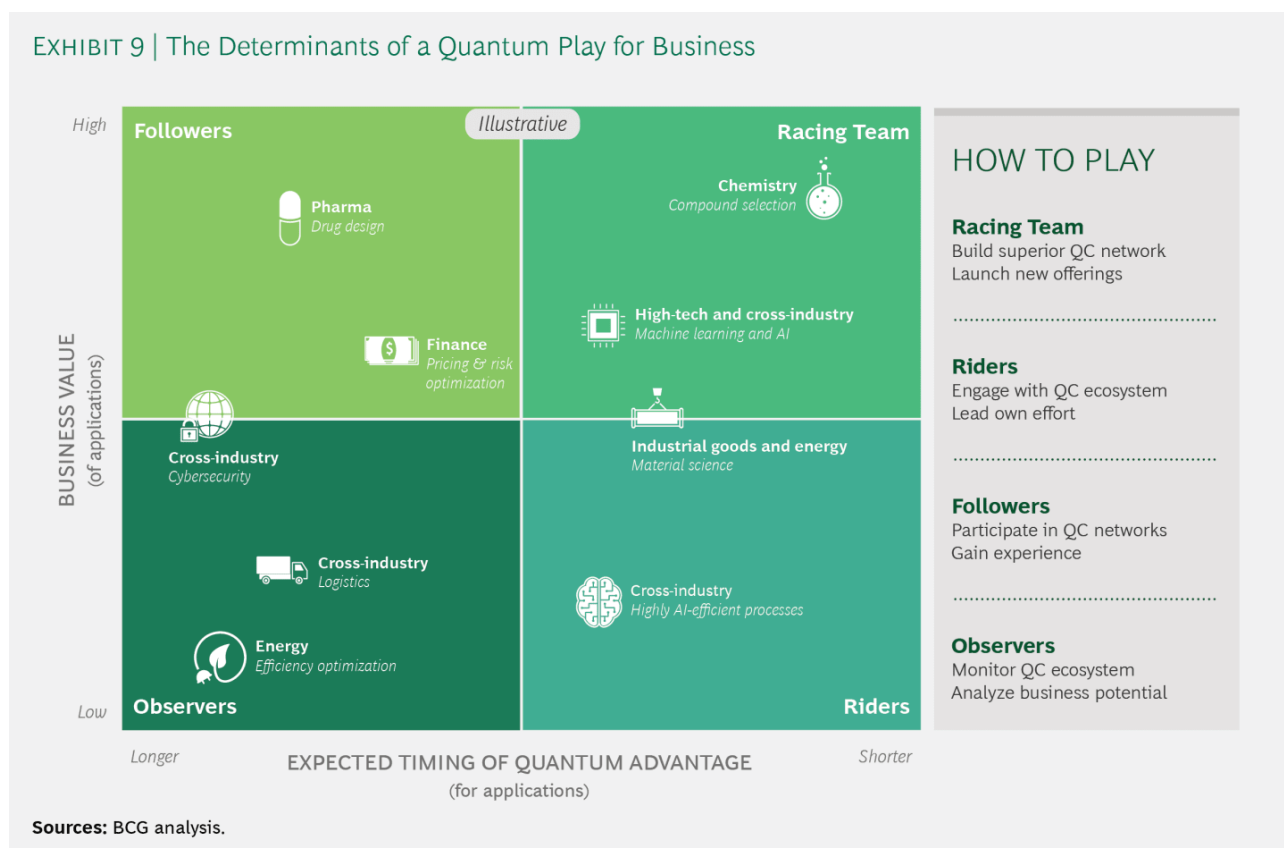 EXHIBIT 9 | The Determinants of a Quantum Play for Business
High
Followers
Illustrative
Racing Team
Pharma
Drug design
Chemistry
Compound selection
Finance
Pricing & risk
optimization
High-tech and cross-industry
Machine learning and AI
Cross-industry
Cybersecurity
Industrial goods and energy
Material science
Cross-industry
Logistics
Cross-industry
Highly AI-efficient processes
Energy
Efficiency optimization
Observers
Riders
Low
BUSINESS VALUE
(of applications)
Longer
EXPECTED TIMING OF QUANTUM ADVANTAGE
(for applications)
Shorter
HOW TO PLAY
Racing Team
Build superior QC network
Launch new offerings
Riders
Engage with QC ecosystem
Lead own effort
Followers
Participate in QC networks
Gain experience
Observers
Monitor QC ecosystem
Analyze business potential
Sources: BCG analysis.